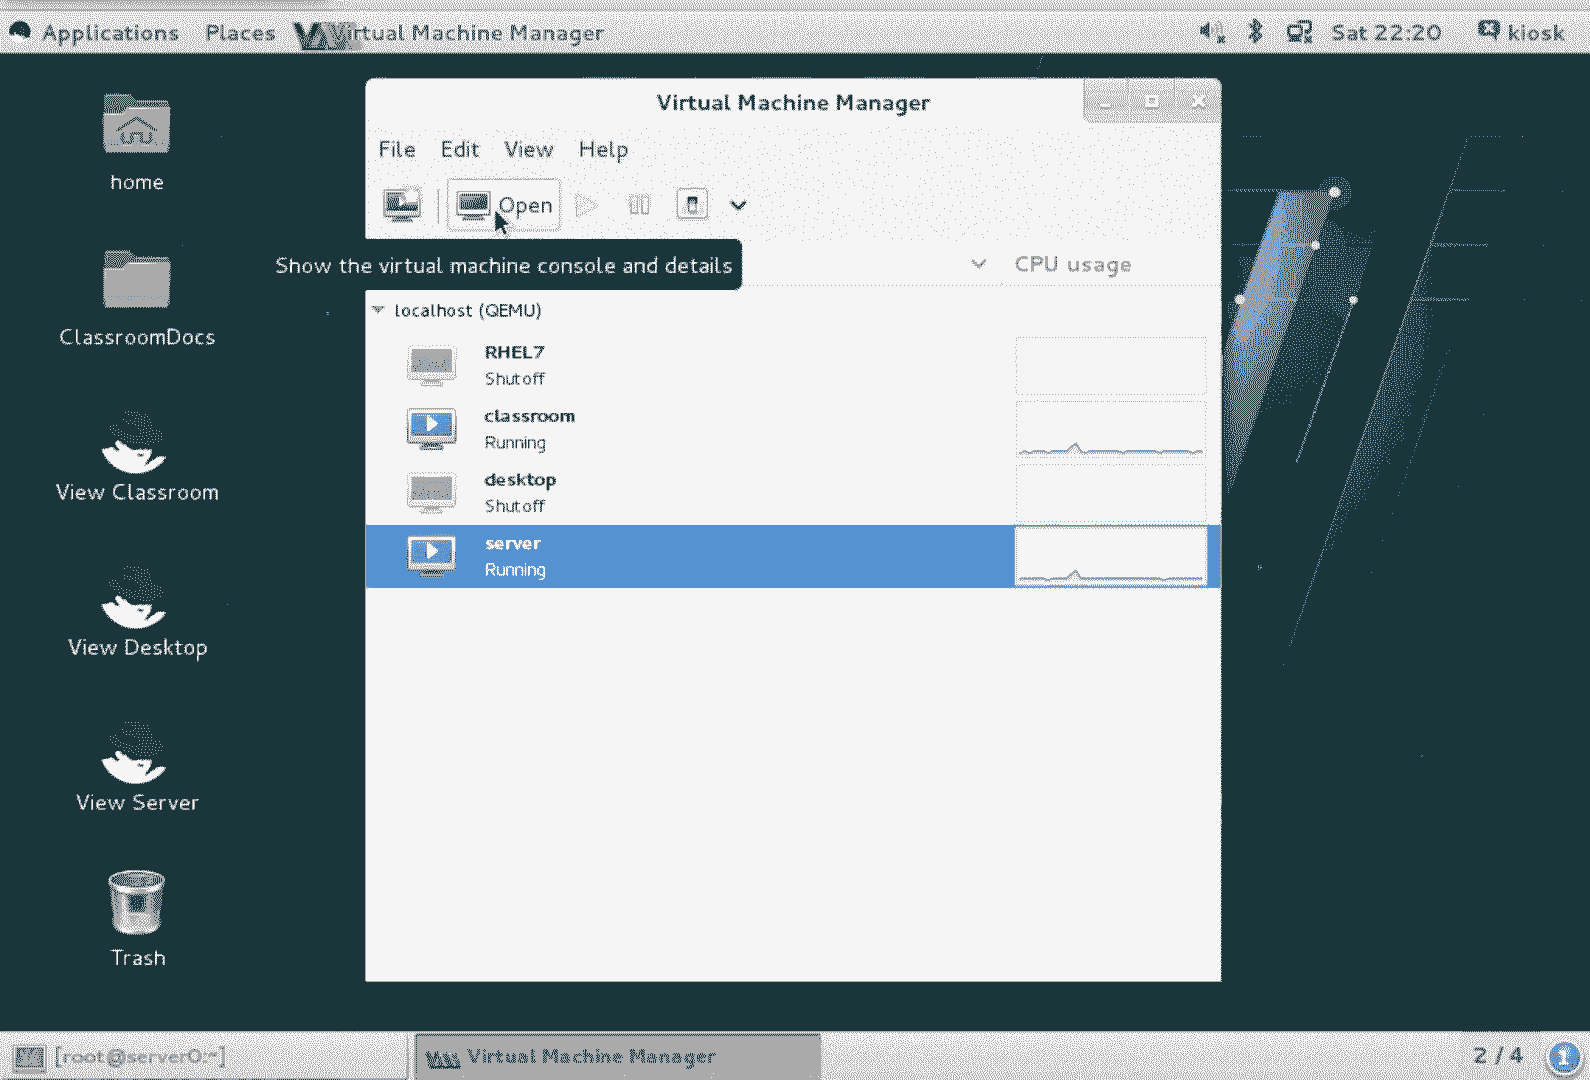 Applications Places Virtual Machine Manager Sat 22:20 kiosk
Virtual Machine Manager
File Edit View Help
Open
Show the virtual machine console and details
CPU usage
localhost (QEMU)
RHEL7
Shutoff
classroom
Running
desktop
Shutoff
server
Running
home
ClassroomDocs
View Classroom
View Desktop
View Server
Trash
[root@server0:~] Virtual Machine Manager 2 / 4 1